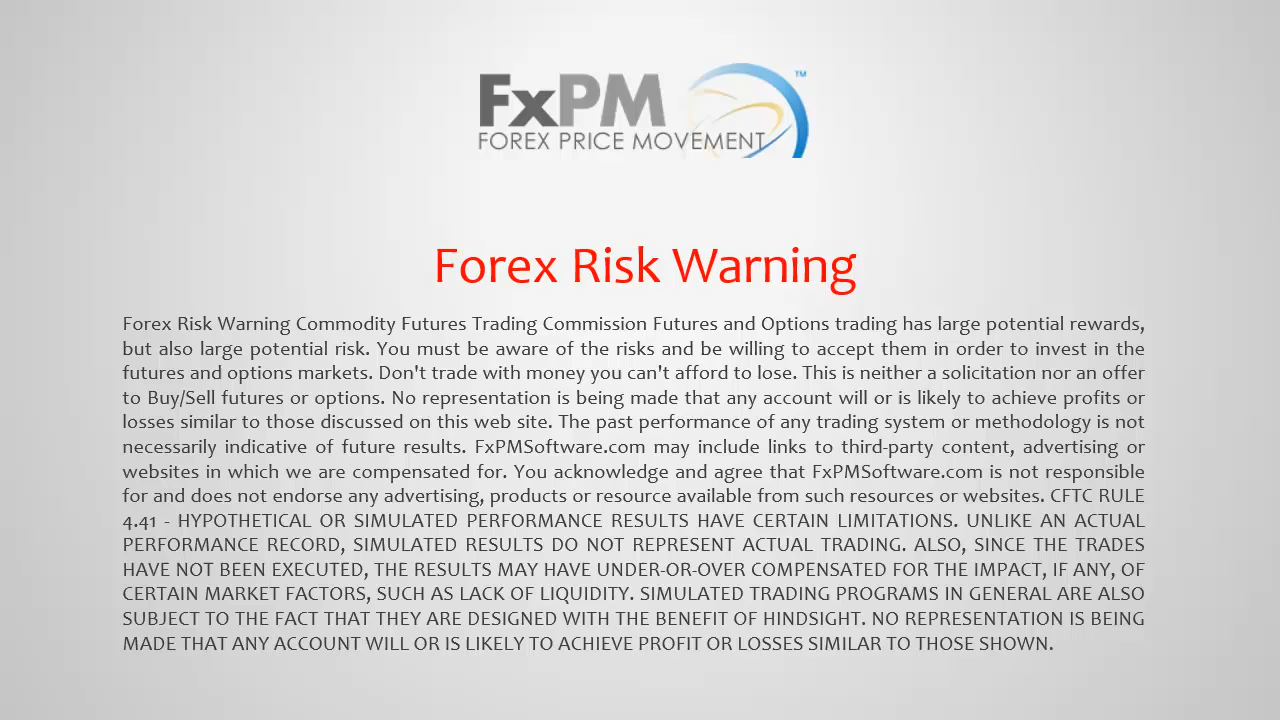 FxPM
TM
FOREX PRICE MOVEMENT
Forex Risk Warning
Forex Risk Warning Commodity Futures Trading Commission Futures and Options trading has large potential rewards,
but also large potential risk. You must be aware of the risks and be willing to accept them in order to invest in the
futures and options markets. Don't trade with money you can't afford to lose. This is neither a solicitation nor an offer
to Buy/Sell futures or options. No representation is being made that any account will or is likely to achieve profits or
losses similar to those discussed on this web site. The past performance of any trading system or methodology is not
necessarily indicative of future results. FxPMSoftware.com may include links to third-party content, advertising or
websites in which we are compensated for. You acknowledge and agree that FxPMSoftware.com is not responsible
for and does not endorse any advertising, products or resource available from such resources or websites. CFTC RULE
4.41 - HYPOTHETICAL OR SIMULATED PERFORMANCE RESULTS HAVE CERTAIN LIMITATIONS. UNLIKE AN ACTUAL
PERFORMANCE RECORD, SIMULATED RESULTS DO NOT REPRESENT ACTUAL TRADING. ALSO, SINCE THE TRADES
HAVE NOT BEEN EXECUTED, THE RESULTS MAY HAVE UNDER-OR-OVER COMPENSATED FOR THE IMPACT, IF ANY, OF
CERTAIN MARKET FACTORS, SUCH AS LACK OF LIQUIDITY. SIMULATED TRADING PROGRAMS IN GENERAL ARE ALSO
SUBJECT TO THE FACT THAT THEY ARE DESIGNED WITH THE BENEFIT OF HINDSIGHT. NO REPRESENTATION IS BEING
MADE THAT ANY ACCOUNT WILL OR IS LIKELY TO ACHIEVE PROFIT OR LOSSES SIMILAR TO THOSE SHOWN.